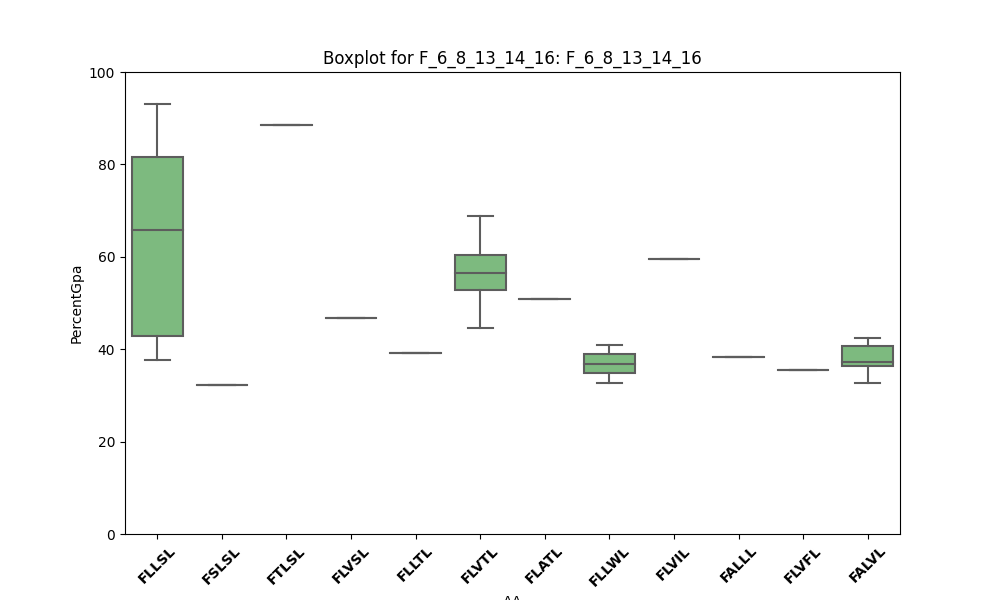 Boxplot for F_6_8_13_14_16: F_6_8_13_14_16
100
80
60
40
20
0
PercentGpa
FLLSL FSLSL FTLSL FLVSL FLLTL FLVTL FLATL FLLWL FLVIL FALLL FLVFL FALVL
AA